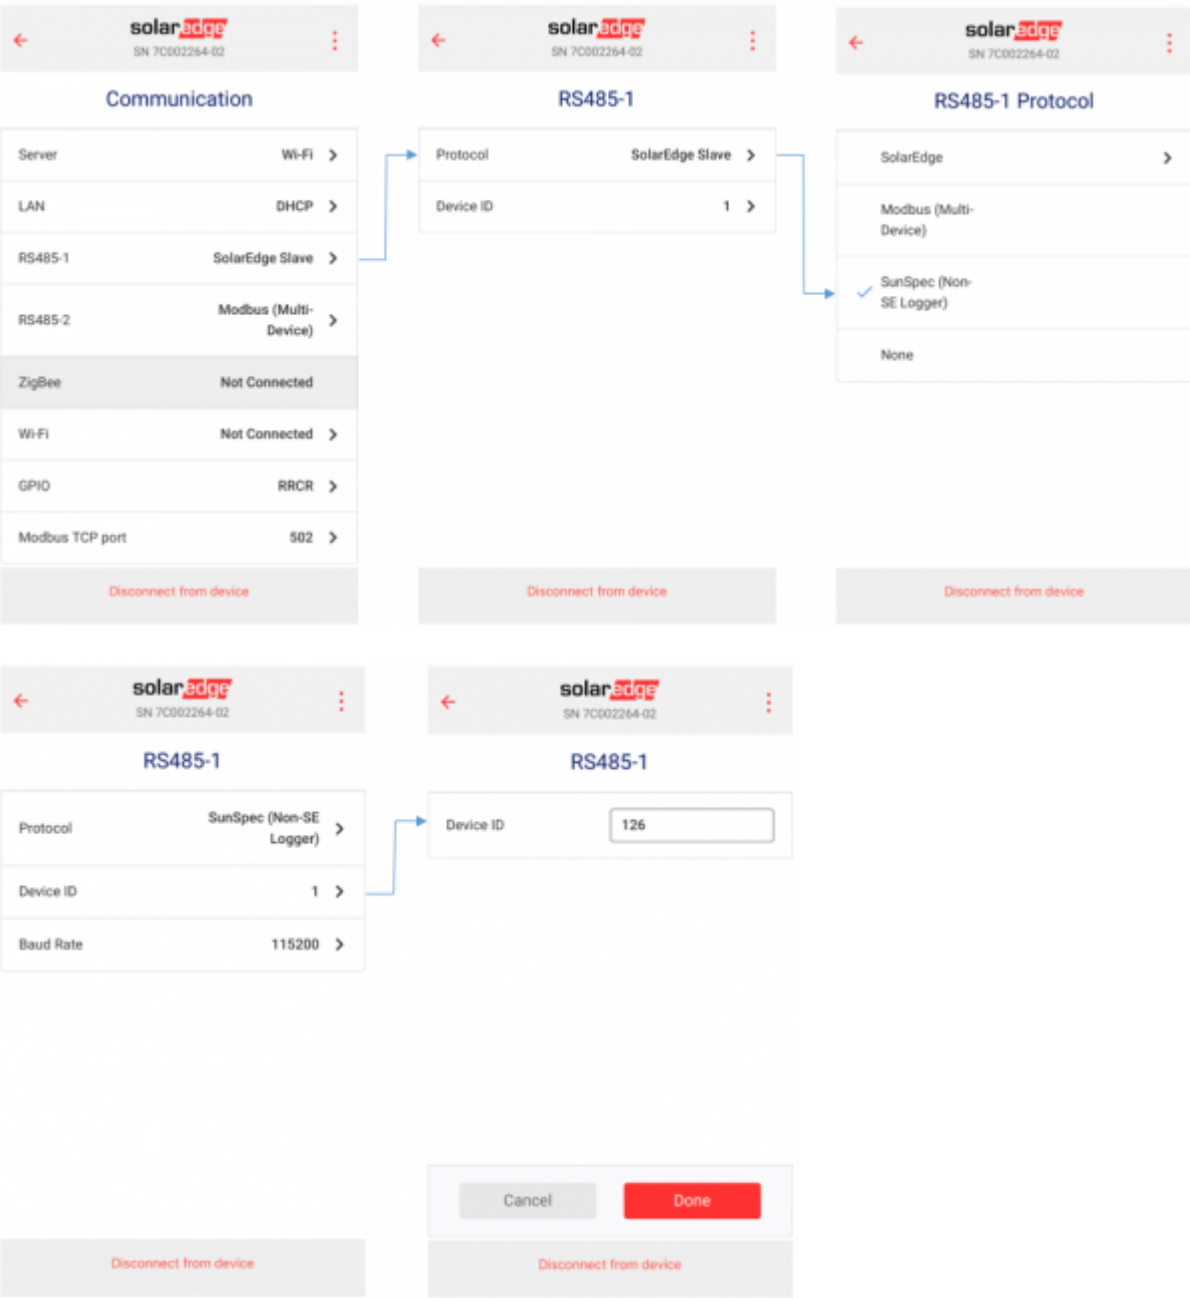 solaredge
SN 7C002264-02
Communication
Server Wi-Fi
LAN DHCP
RS485-1 SolarEdge Slave
RS485-2 Modbus (Multi-
Device)
ZigBee Not Connected
Wi-Fi Not Connected
GPIO RRCR
Modbus TCP port 502
Disconnect from device
solaredge
SN 7C002264-02
RS485-1
Protocol SolarEdge Slave
Device ID 1
Disconnect from device
solaredge
SN 7C002264-02
RS485-1 Protocol
SolarEdge
Modbus (Multi-
Device)
SunSpec (Non-
SE Logger)
None
Disconnect from device
solaredge
SN 7C002264-02
RS485-1
Protocol SunSpec (Non-SE
Logger)
Device ID 1
Baud Rate 115200
Disconnect from device
solaredge
SN 7C002264-02
RS485-1
Device ID 126
Cancel Done
Disconnect from device